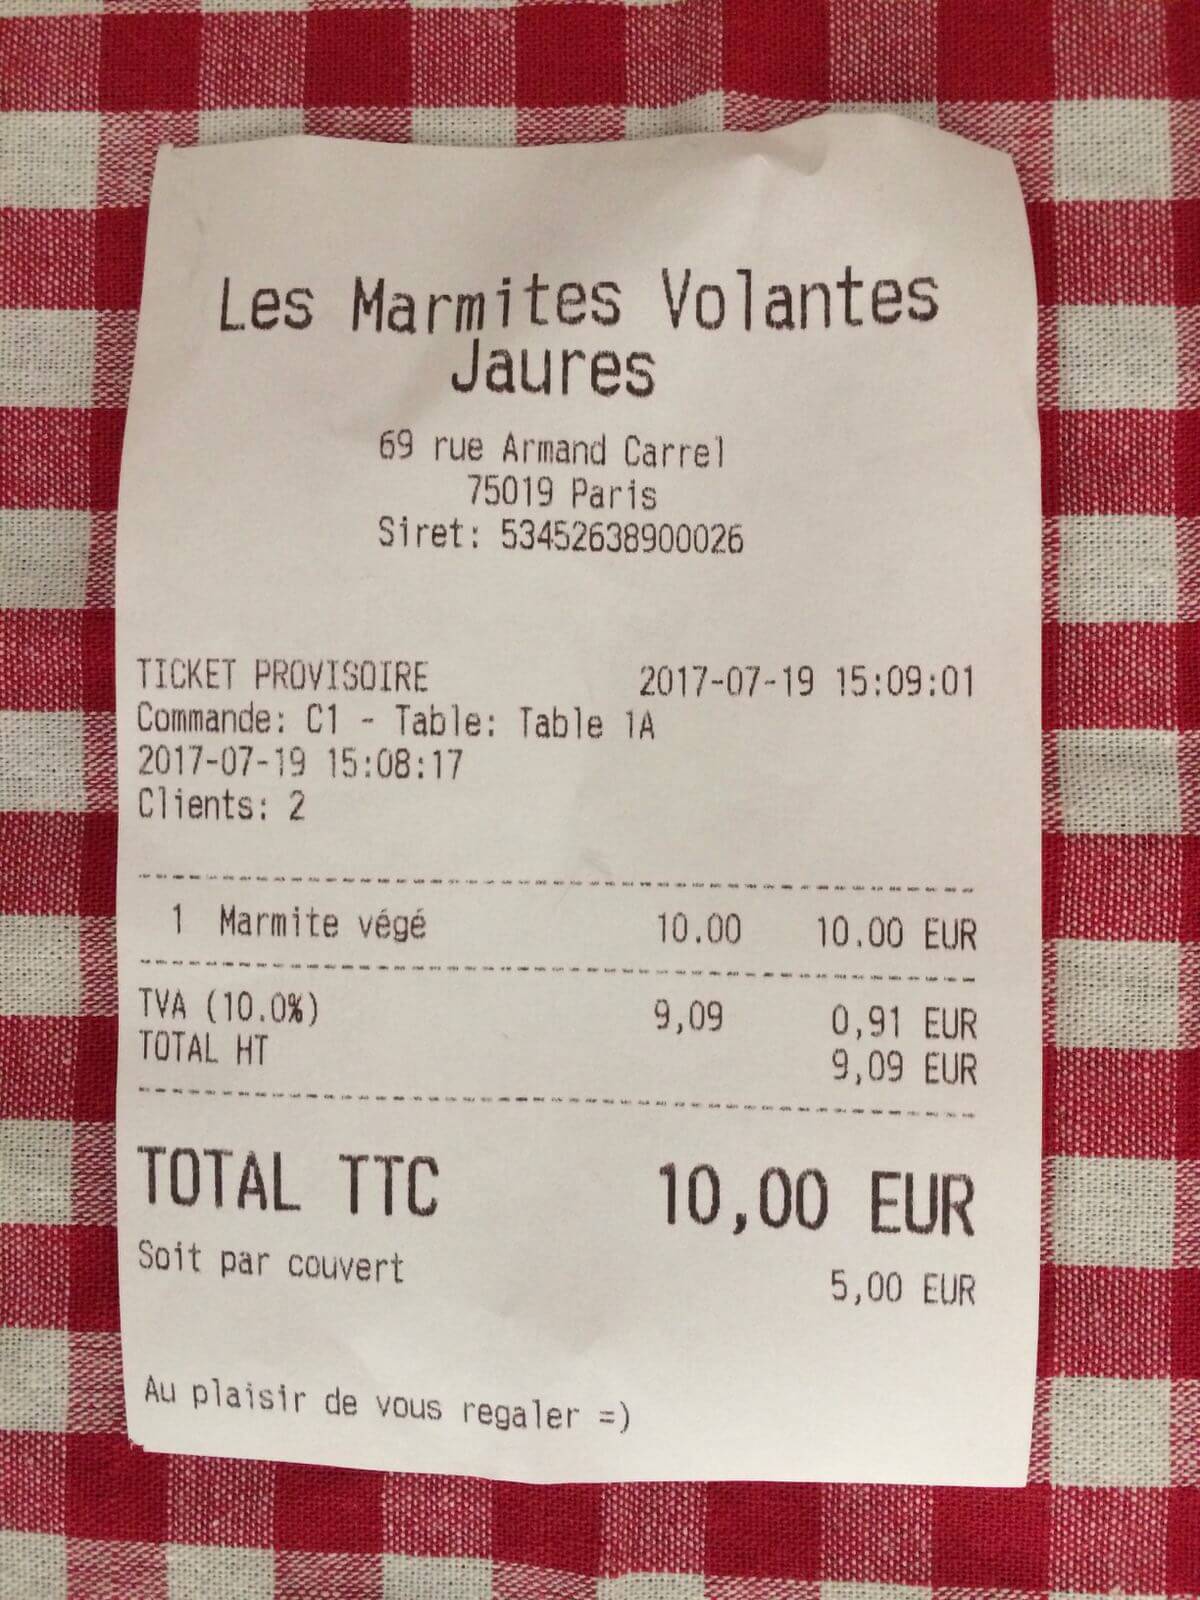 Les Marmites Volantes
Jaures
69 rue Armand Carrel
75019 Paris
Siret: 53452638900026
TICKET PROVISOIRE 2017-07-19 15:09:01
Commande: C1 - Table: Table 1A
2017-07-19 15:08:17
Clients: 2
1 Marmite végé 10.00 10.00 EUR
TVA (10.0%) 9,09 0,91 EUR
TOTAL HT 9,09 EUR
TOTAL TTC 10,00 EUR
Soit par couvert 5,00 EUR
Au plaisir de vous regaler =)